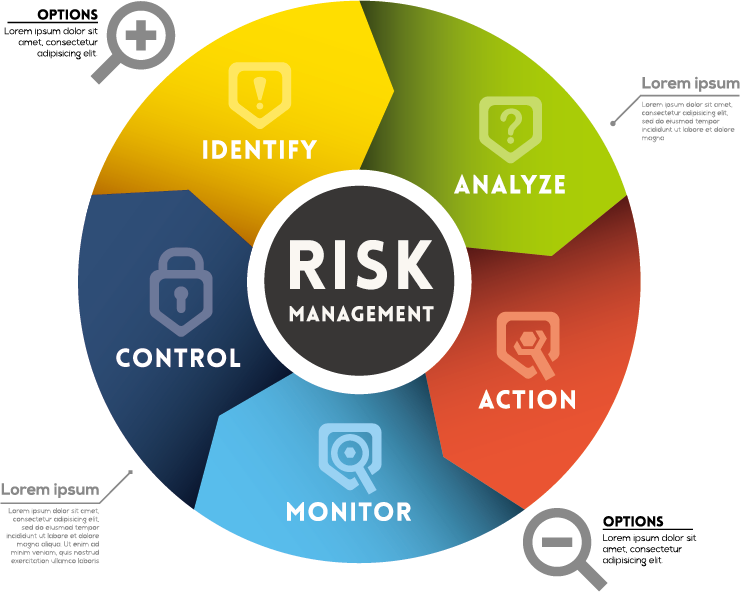 OPTIONS
Lorem ipsum dolor sit
amet, consectetur
adipisicing elit
IDENTIFY
ANALYZE
Lorem ipsum
Lorem ipsum dolor sit amet,
consectetur adipisicing elit,
sed do eiusmod tempor
incididunt ut labore et dolore
magna
RISK
MANAGEMENT
CONTROL
ACTION
MONITOR
Lorem ipsum
Lorem ipsum dolor sit amet,
consectetur adipisicing elit,
sed do eiusmod tempor
incididunt ut labore et dolore
magna aliqua. Ut enim ad
minim veniam, quis nostrud
exercitation ullamco laboris
OPTIONS
Lorem ipsum dolor sit
amet, consectetur
adipisicing elit